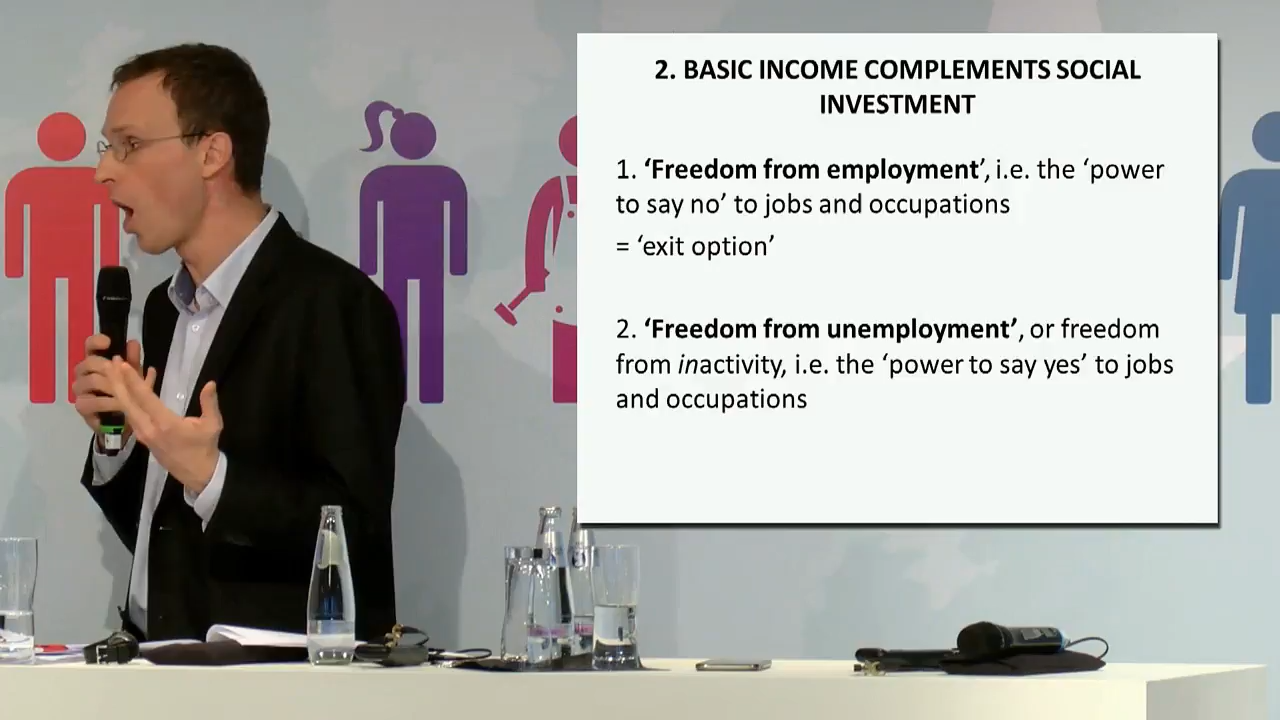 2. BASIC INCOME COMPLEMENTS SOCIAL
INVESTMENT
1. ‘Freedom from employment’, i.e. the ‘power
to say no’ to jobs and occupations
= ‘exit option’
2. ‘Freedom from unemployment’, or freedom
from inactivity, i.e. the ‘power to say yes’ to jobs
and occupations